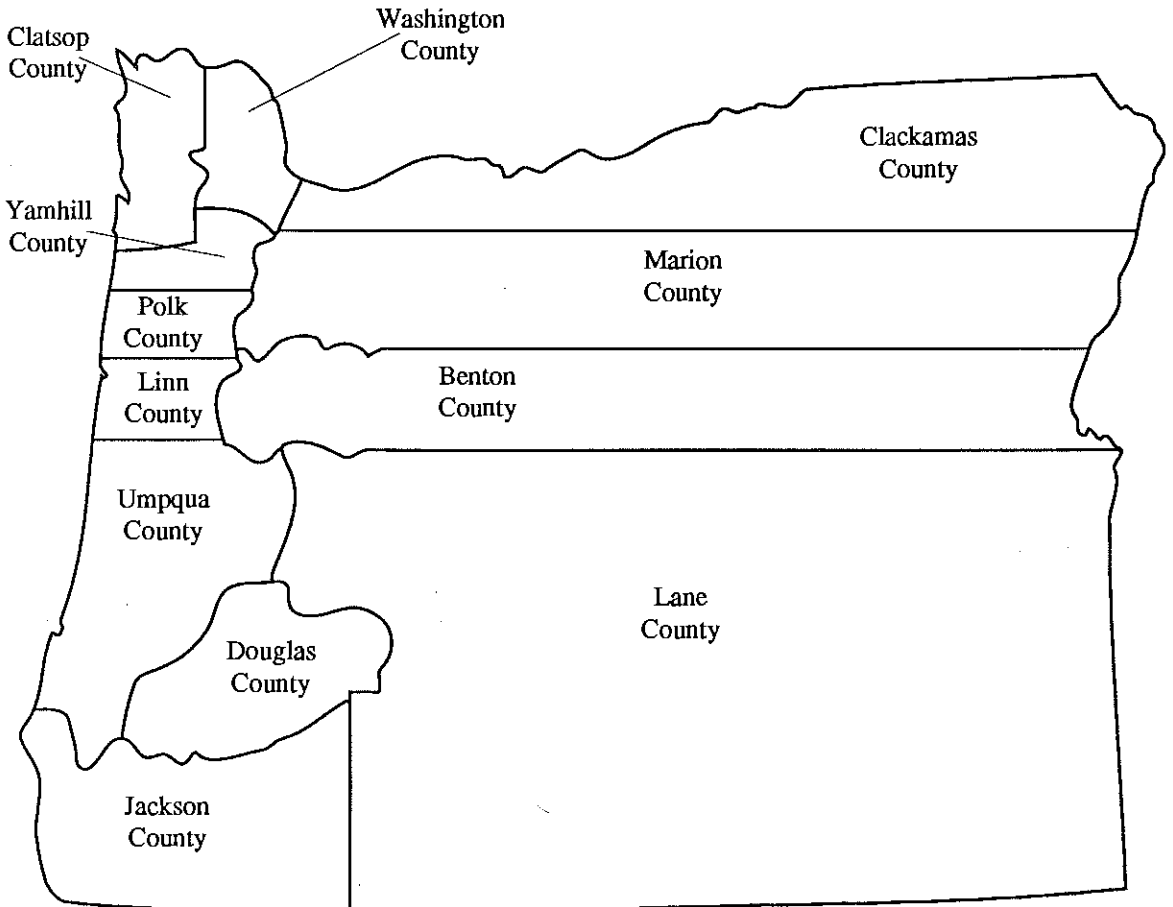 Washington
County
Clatsop
County
Clackamas
County
Yamhill
County
Marion
County
Polk
County
Linn
County
Benton
County
Umpqua
County
Lane
County
Douglas
County
Jackson
County